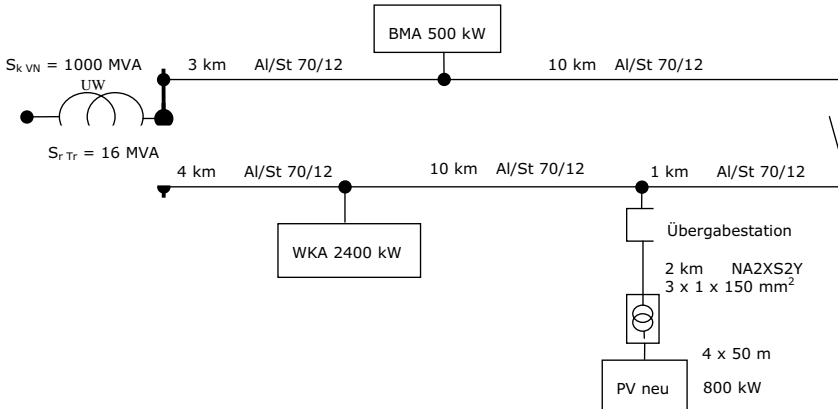 BMA 500 kW
S_k VN = 1000 MVA
3 km Al/St 70/12
10 km Al/St 70/12
UW
S_r Tr = 16 MVA
4 km Al/St 70/12
10 km Al/St 70/12
1 km Al/St 70/12
Übergabestation
WKA 2400 kW
2 km NA2XS2Y
3 x 1 x 150 mm²
4 x 50 m
PV neu
800 kW